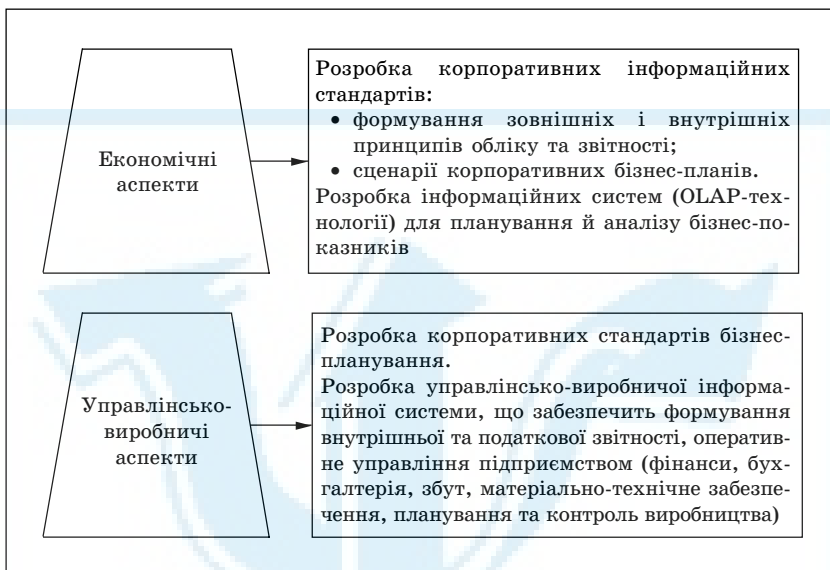 Економічні
аспекти
Розробка корпоративних інформаційних
стандартів:
• формування зовнішніх і внутрішніх
принципів обліку та звітності;
• сценарії корпоративних бізнес-планів.
Розробка інформаційних систем (OLAP-тех-
нології) для планування й аналізу бізнес-по-
казників
Управлінсько-
виробничі
аспекти
Розробка корпоративних стандартів бізнес-
планування.
Розробка управлінсько-виробничої інформа-
ційної системи, що забезпечить формування
внутрішньої та податкової звітності, оператив-
не управління підприємством (фінанси, бух-
галтерія, збут, матеріально-технічне забезпе-
чення, планування та контроль виробництва)